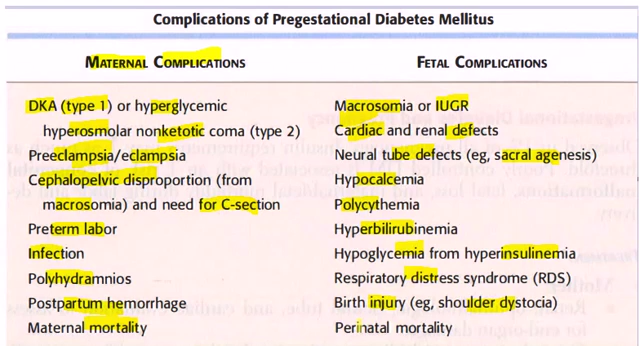 Complications of Pregestational Diabetes Mellitus
MATERNAL COMPLICATIONS
DKA (type 1) or hyperglycemic
hyperosmolar nonketotic coma (type 2)
Preeclampsia/eclampsia
Cephalopelvic disproportion (from
macrosomia) and need for C-section
Preterm labor
Infection
Polyhydramnios
Postpartum hemorrhage
Maternal mortality
FETAL COMPLICATIONS
Macrosomia or IUGR
Cardiac and renal defects
Neural tube defects (eg, sacral agenesis)
Hypocalcemia
Polycythemia
Hyperbilirubinemia
Hypoglycemia from hyperinsulinemia
Respiratory distress syndrome (RDS)
Birth injury (eg, shoulder dystocia)
Perinatal mortality